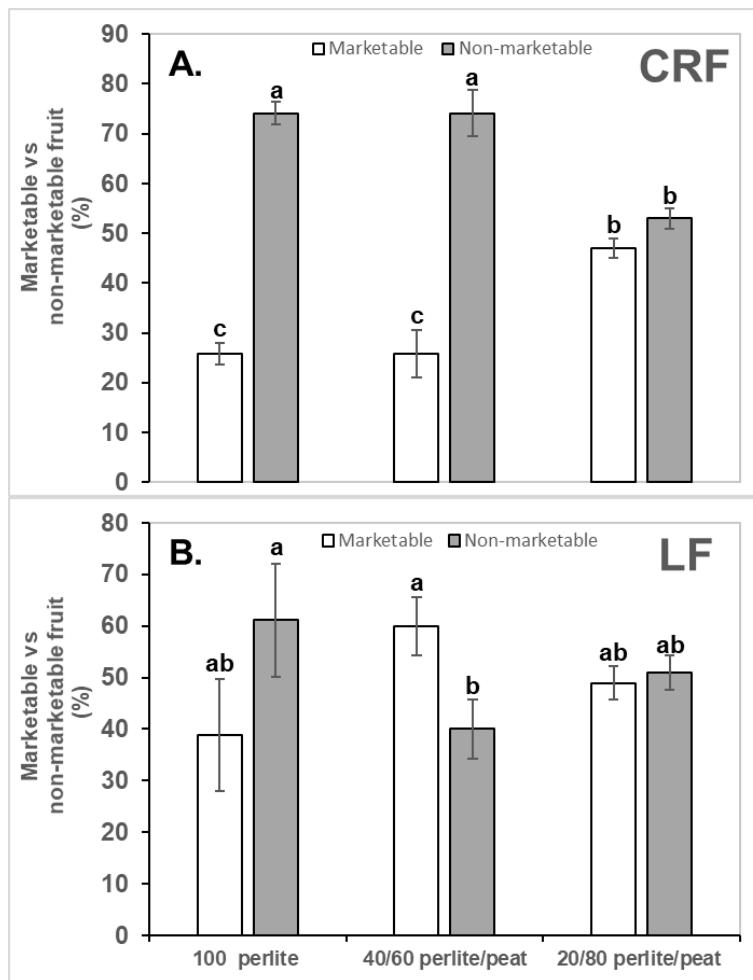 90
80
70
60
50
40
30
20
10
0
Marketable vs
non-marketable fruit
(%)
A.
Marketable Non-marketable
CRF
c
a
c
a
b
b
80
70
60
50
40
30
20
10
0
Marketable vs
non-marketable fruit
(%)
B.
Marketable Non-marketable
LF
ab
a
a
b
ab
ab
100 perlite 40/60 perlite/peat 20/80 perlite/peat